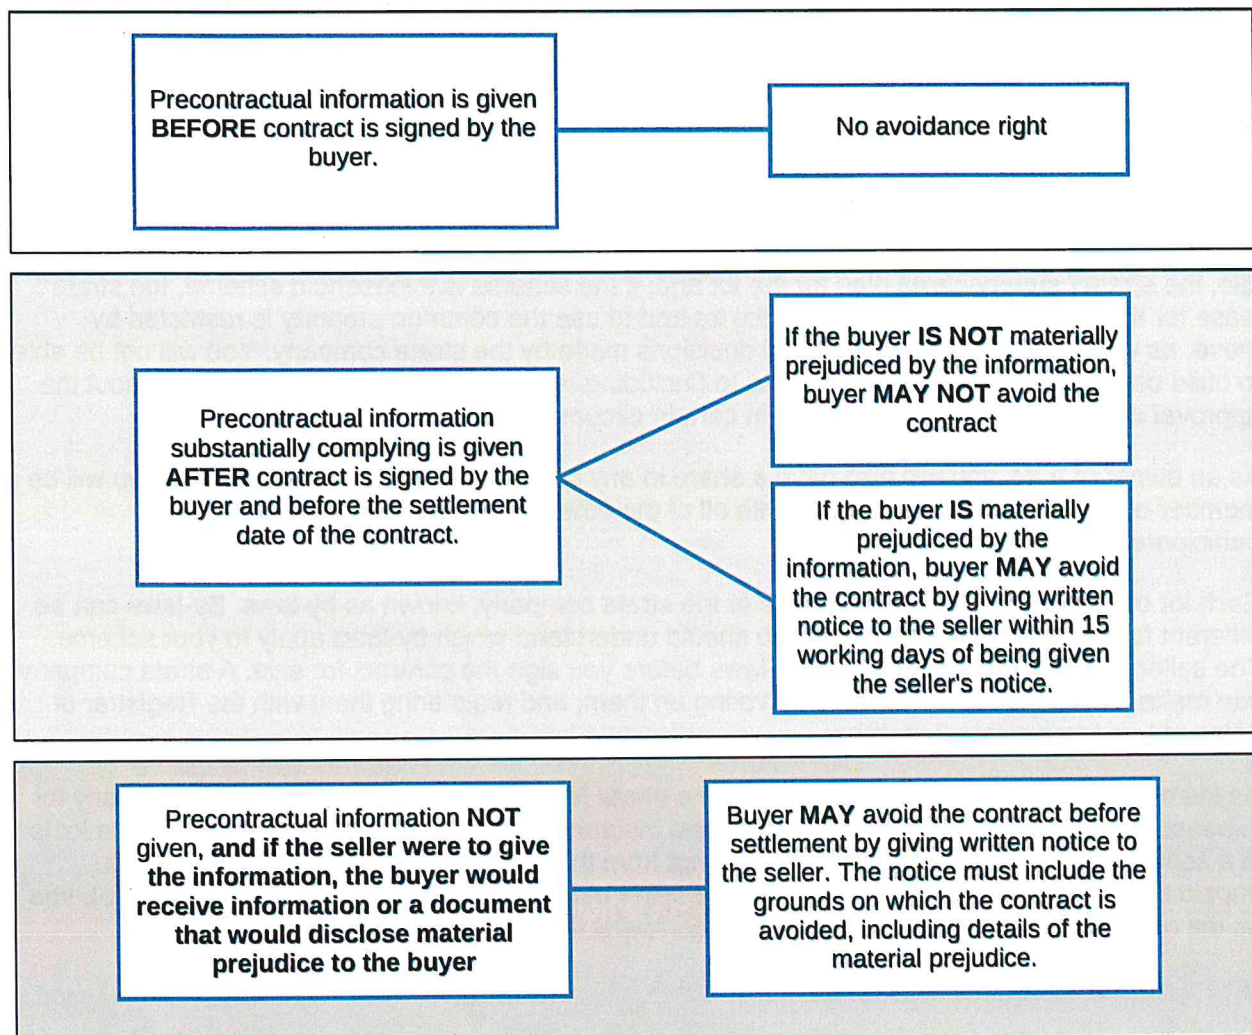 Precontractual information is given
BEFORE contract is signed by the
buyer.
No avoidance right
Precontractual information
substantially complying is given
AFTER contract is signed by the
buyer and before the settlement
date of the contract.
If the buyer IS NOT materially
prejudiced by the information,
buyer MAY NOT avoid the
contract
If the buyer IS materially
prejudiced by the
information, buyer MAY avoid
the contract by giving written
notice to the seller within 15
working days of being given
the seller's notice.
Precontractual information NOT
given, and if the seller were to give
the information, the buyer would
receive information or a document
that would disclose material
prejudice to the buyer
Buyer MAY avoid the contract before
settlement by giving written notice to
the seller. The notice must include the
grounds on which the contract is
avoided, including details of the
material prejudice.